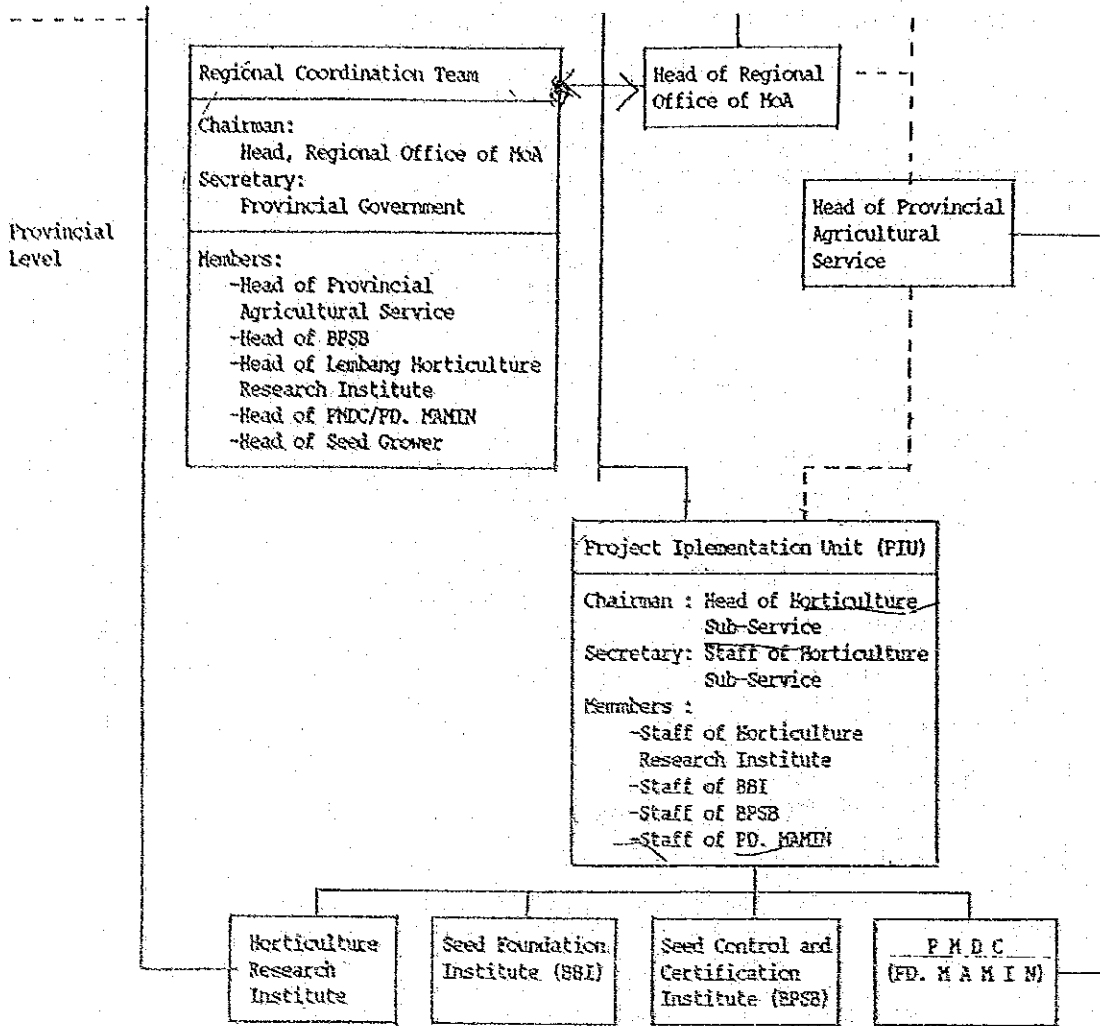 Regional Coordination Team
Chairman:
Head, Regional Office of MoA
Secretary:
Provincial Government
Members:
-Head of Provincial
Agricultural Service
-Head of BPSB
-Head of Lembang Horticulture
Research Institute
-Head of PMDC/PD. MAMIN
-Head of Seed Grower
Head of Regional
Office of MoA
Provincial
Level
Head of Provincial
Agricultural
Service
Project Iplementation Unit (PIU)
Chairman : Head of Horticulture
Sub-Service
Secretary: Staff of Horticulture
Sub-Service
Memmbers :
-Staff of Horticulture
Research Institute
-Staff of BBI
-Staff of BPSB
-Staff of PD. MAMIN
Horticulture
Research
Institute
Seed Foundation
Institute (BBI)
Seed Control and
Certification
Institute (BPSB)
P M D C
(PD. M A M I N)